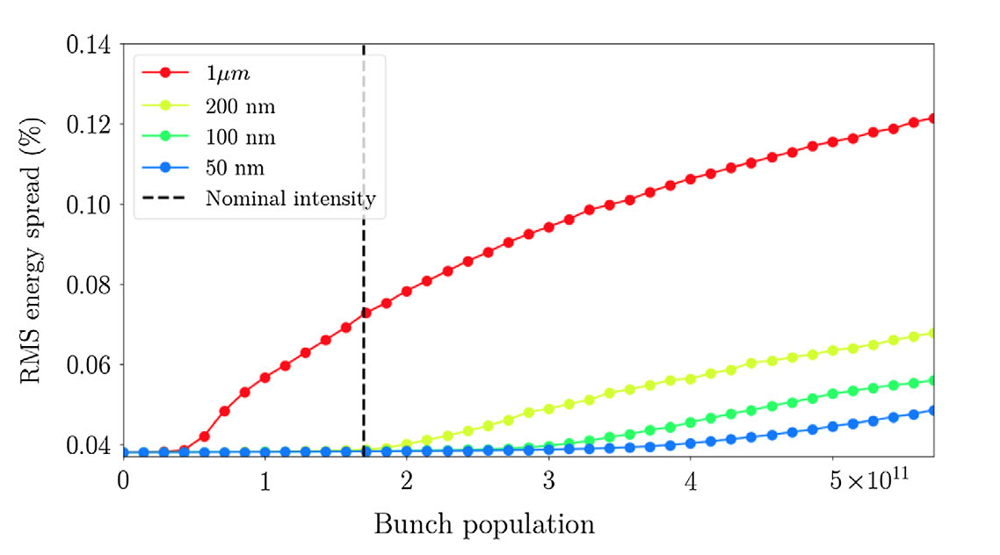 0.14
0.12
0.10
0.08
0.06
0.04
RMS energy spread (%)
1μm
200 nm
100 nm
50 nm
Nominal intensity
0 1 2 3 4 5×10¹¹
Bunch population